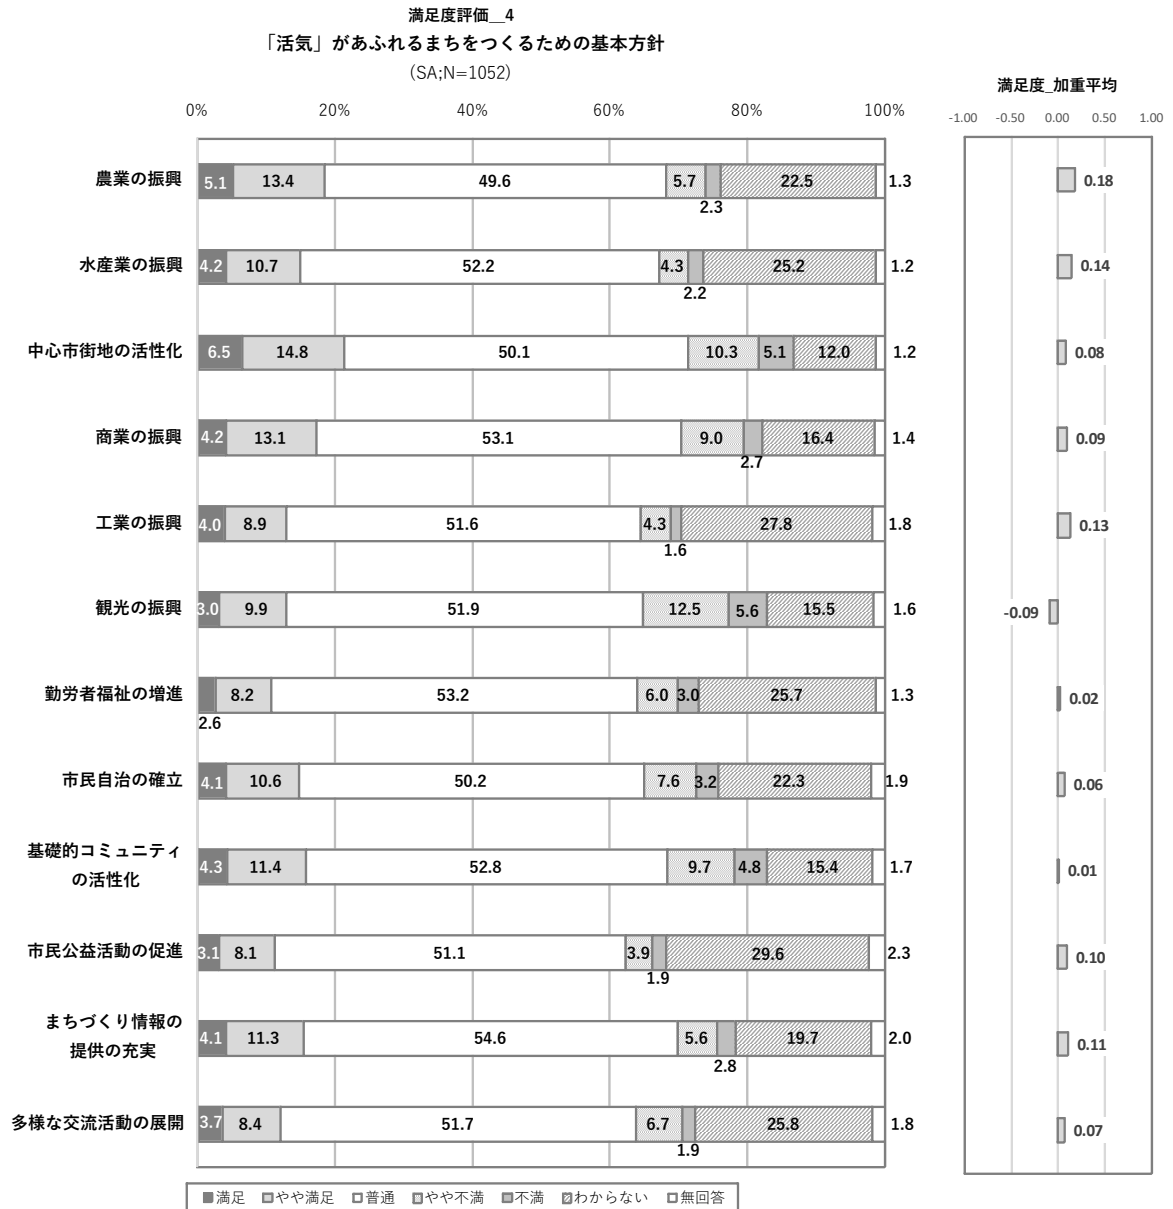 満足度評価__4
「活気」があふれるまちをつくるための基本方針
(SA;N=1052)
満足度_加重平均
0% 20% 40% 60% 80% 100%
-1.00 -0.50 0.00 0.50 1.00
農業の振興 5.1 13.4 49.6 5.7 2.3 22.5 1.3 0.18
水産業の振興 4.2 10.7 52.2 4.3 2.2 25.2 1.2 0.14
中心市街地の活性化 6.5 14.8 50.1 10.3 5.1 12.0 1.2 0.08
商業の振興 4.2 13.1 53.1 9.0 2.7 16.4 1.4 0.09
工業の振興 4.0 8.9 51.6 4.3 1.6 27.8 1.8 0.13
観光の振興 3.0 9.9 51.9 12.5 5.6 15.5 1.6 -0.09
勤労者福祉の増進 2.6 8.2 53.2 6.0 3.0 25.7 1.3 0.02
市民自治の確立 4.1 10.6 50.2 7.6 3.2 22.3 1.9 0.06
基礎的コミュニティ
の活性化 4.3 11.4 52.8 9.7 4.8 15.4 1.7 0.01
市民公益活動の促進 3.1 8.1 51.1 3.9 1.9 29.6 2.3 0.10
まちづくり情報の
提供の充実 4.1 11.3 54.6 5.6 2.8 19.7 2.0 0.11
多様な交流活動の展開 3.7 8.4 51.7 6.7 1.9 25.8 1.8 0.07
満足 やや満足 普通 やや不満 不満 わからない 無回答